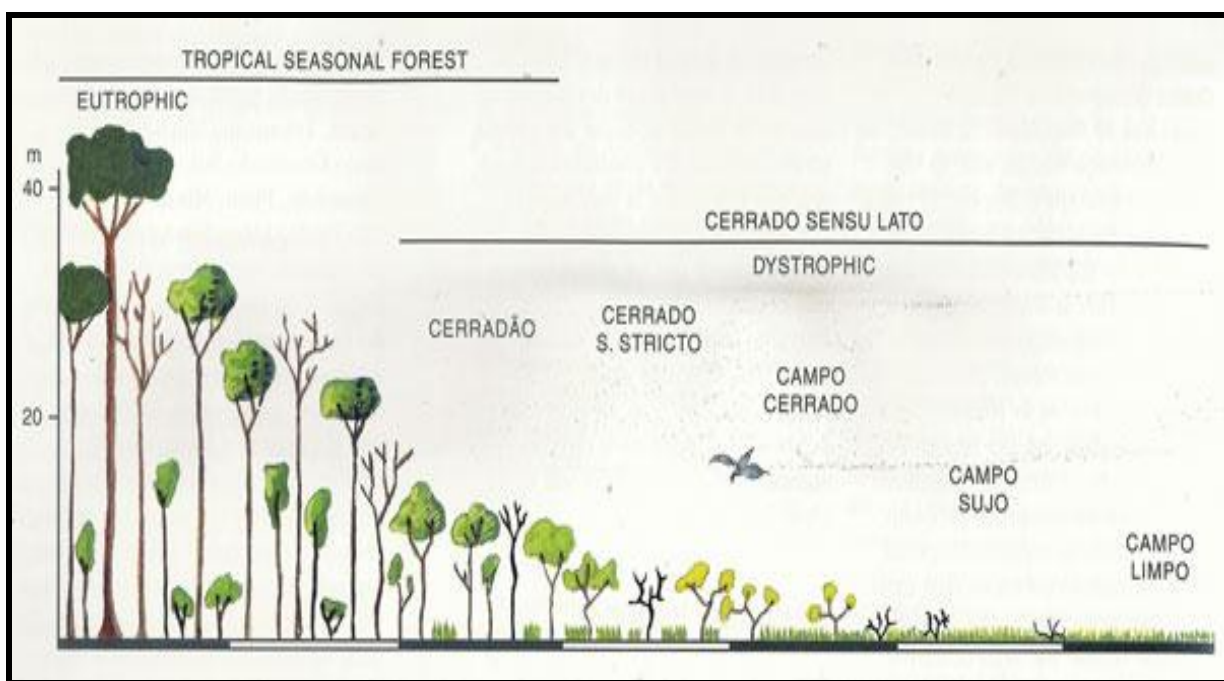 TROPICAL SEASONAL FOREST
EUTROPHIC
m
40
20
CERRADO SENSU LATO
DYSTROPHIC
CERRADÃO
CERRADO
S. STRICTO
CAMPO
CERRADO
CAMPO
SUJO
CAMPO
LIMPO